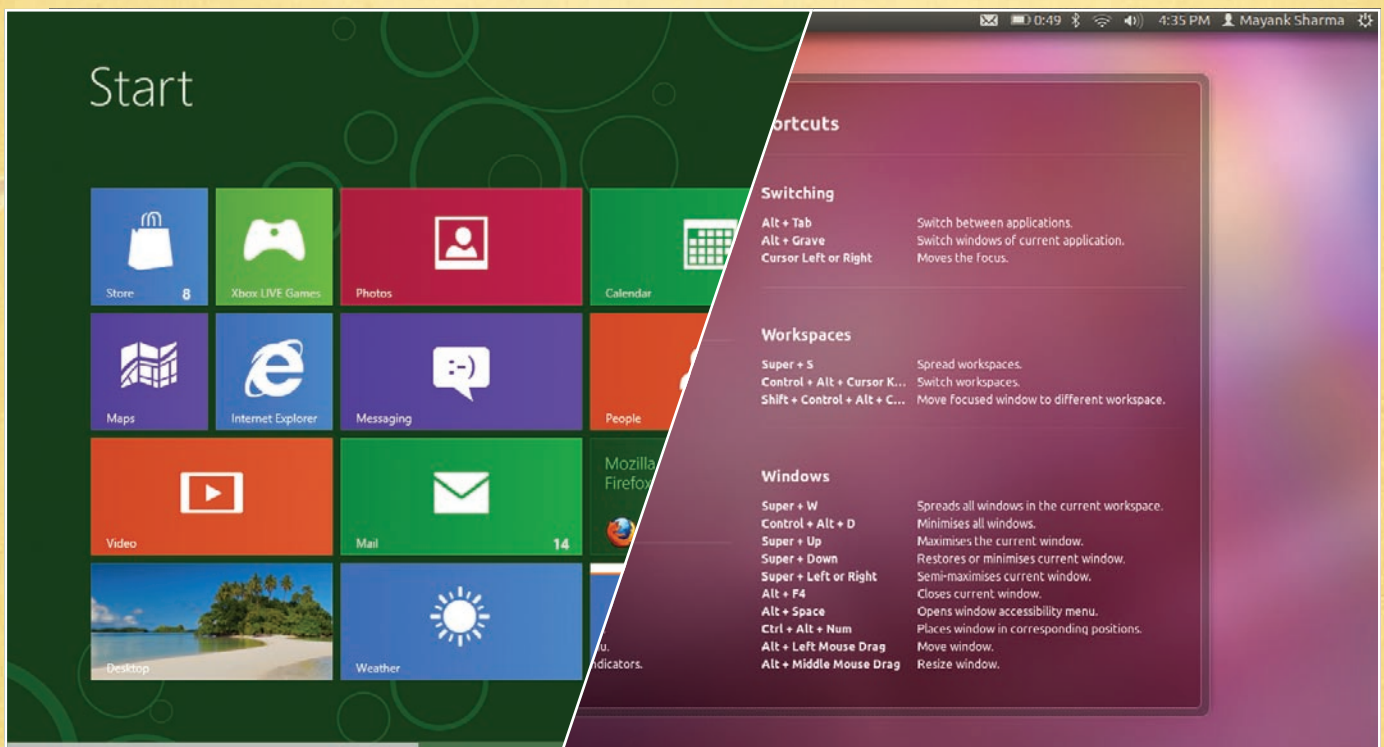 0:49 4:35 PM Mayank Sharma
Start
ortcuts
Store 8
Xbox LIVE Games
Photos
Calendar
Maps
Internet Explorer
Messaging
:-)
People
Video
Mail 14
Mozilla
Firefox
Desktop
Weather
u.
ndicators.
Switching
Alt + Tab Switch between applications.
Alt + Grave Switch windows of current application.
Cursor Left or Right Moves the focus.
Workspaces
Super + S Spread workspaces.
Control + Alt + Cursor K... Switch workspaces.
Shift + Control + Alt + C... Move focused window to different workspace.
Windows
Super + W Spreads all windows in the current workspace.
Control + Alt + D Minimises all windows.
Super + Up Maximises the current window.
Super + Down Restores or minimises current window.
Super + Left or Right Semi-maximises current window.
Alt + F4 Closes current window.
Alt + Space Opens window accessibility menu.
Ctrl + Alt + Num Places window in corresponding positions.
Alt + Left Mouse Drag Move window.
Alt + Middle Mouse Drag Resize window.